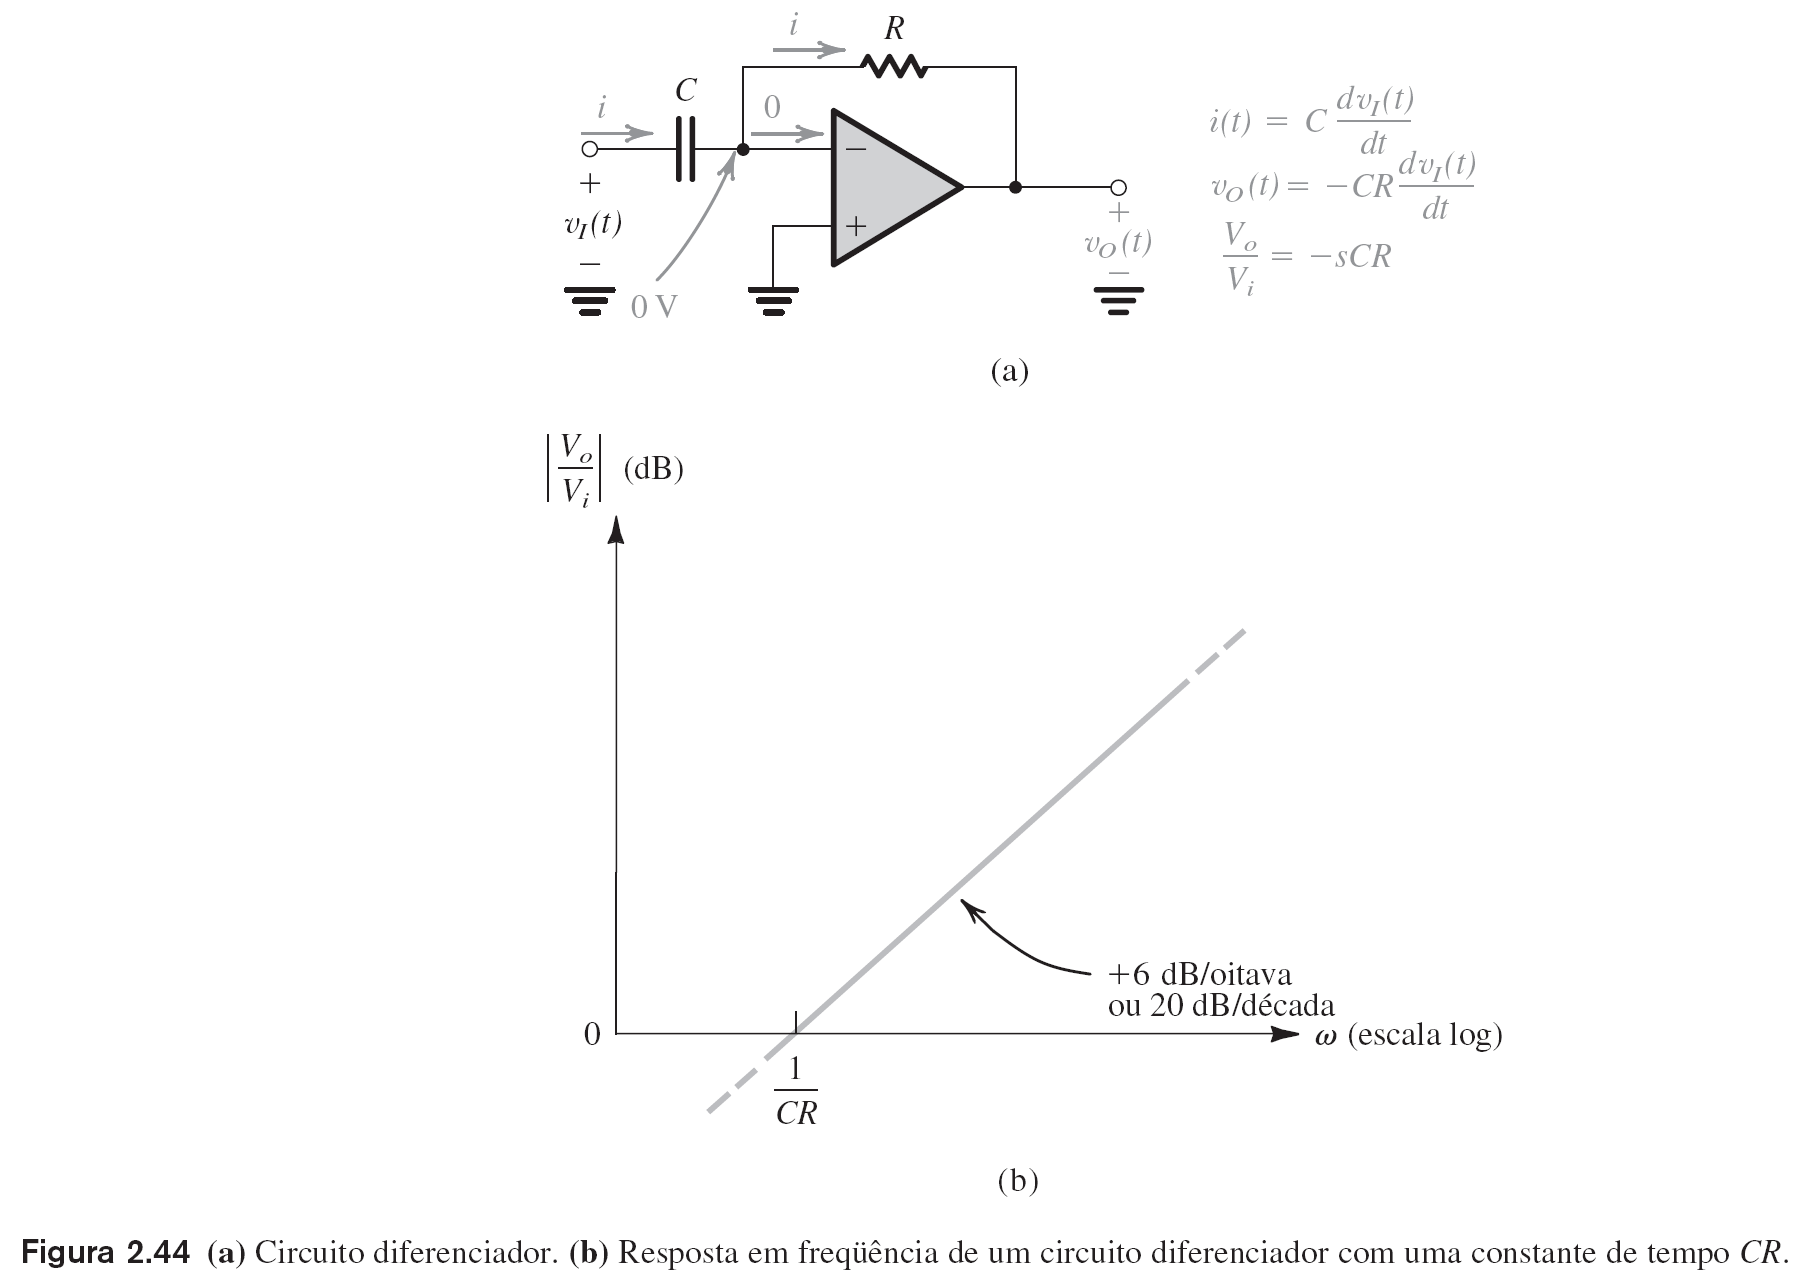 i
R
C
i
0
−
+
+
v_I(t)
−
0 V
+
v_O(t)
−
i(t) = C dv_I(t)/dt
v_O(t) = −CR dv_I(t)/dt
V_o/V_i = −sCR
(a)
|V_o/V_i| (dB)
+6 dB/oitava
ou 20 dB/década
0
ω (escala log)
1/CR
(b)
Figura 2.44 (a) Circuito diferenciador. (b) Resposta em freqüência de um circuito diferenciador com uma constante de tempo CR.